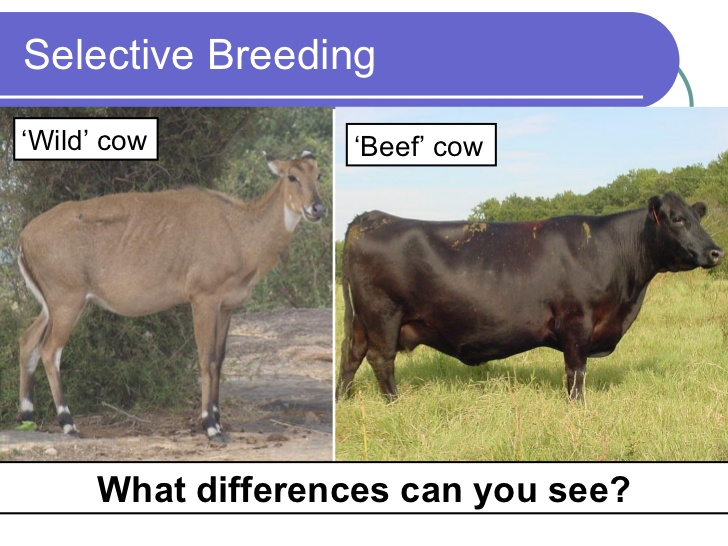 Selective Breeding
‘Wild’ cow
‘Beef’ cow
What differences can you see?